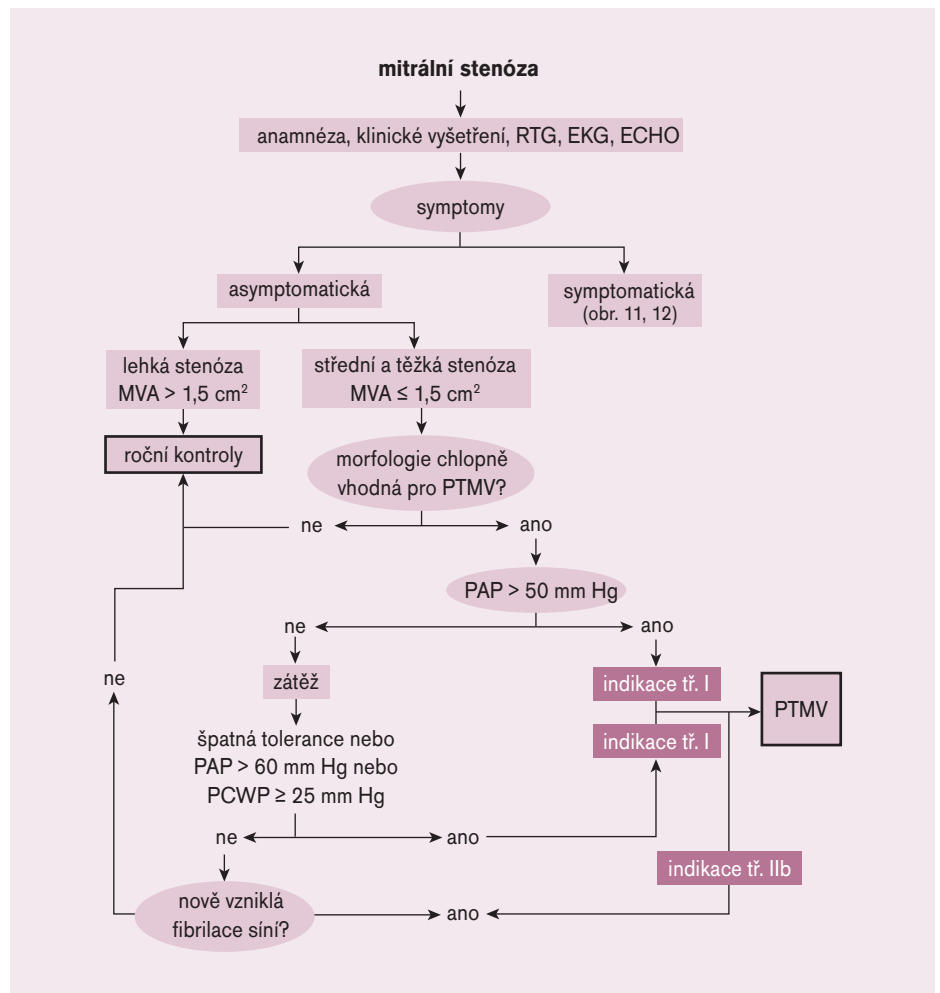 mitrální stenóza
anamnéza, klinické vyšetření, RTG, EKG, ECHO
symptomy
asymptomatická
symptomatická
(obr. 11, 12)
lehká stenóza
MVA > 1,5 cm²
střední a těžká stenóza
MVA ≤ 1,5 cm²
roční kontroly
morfologie chlopně
vhodná pro PTMV?
ne
ano
PAP > 50 mm Hg
ne
ano
ne
zátěž
indikace tř. I
PTMV
indikace tř. I
špatná tolerance nebo
PAP > 60 mm Hg nebo
PCWP ≥ 25 mm Hg
ne
ano
indikace tř. IIb
nově vzniklá
fibrilace síní?
ano